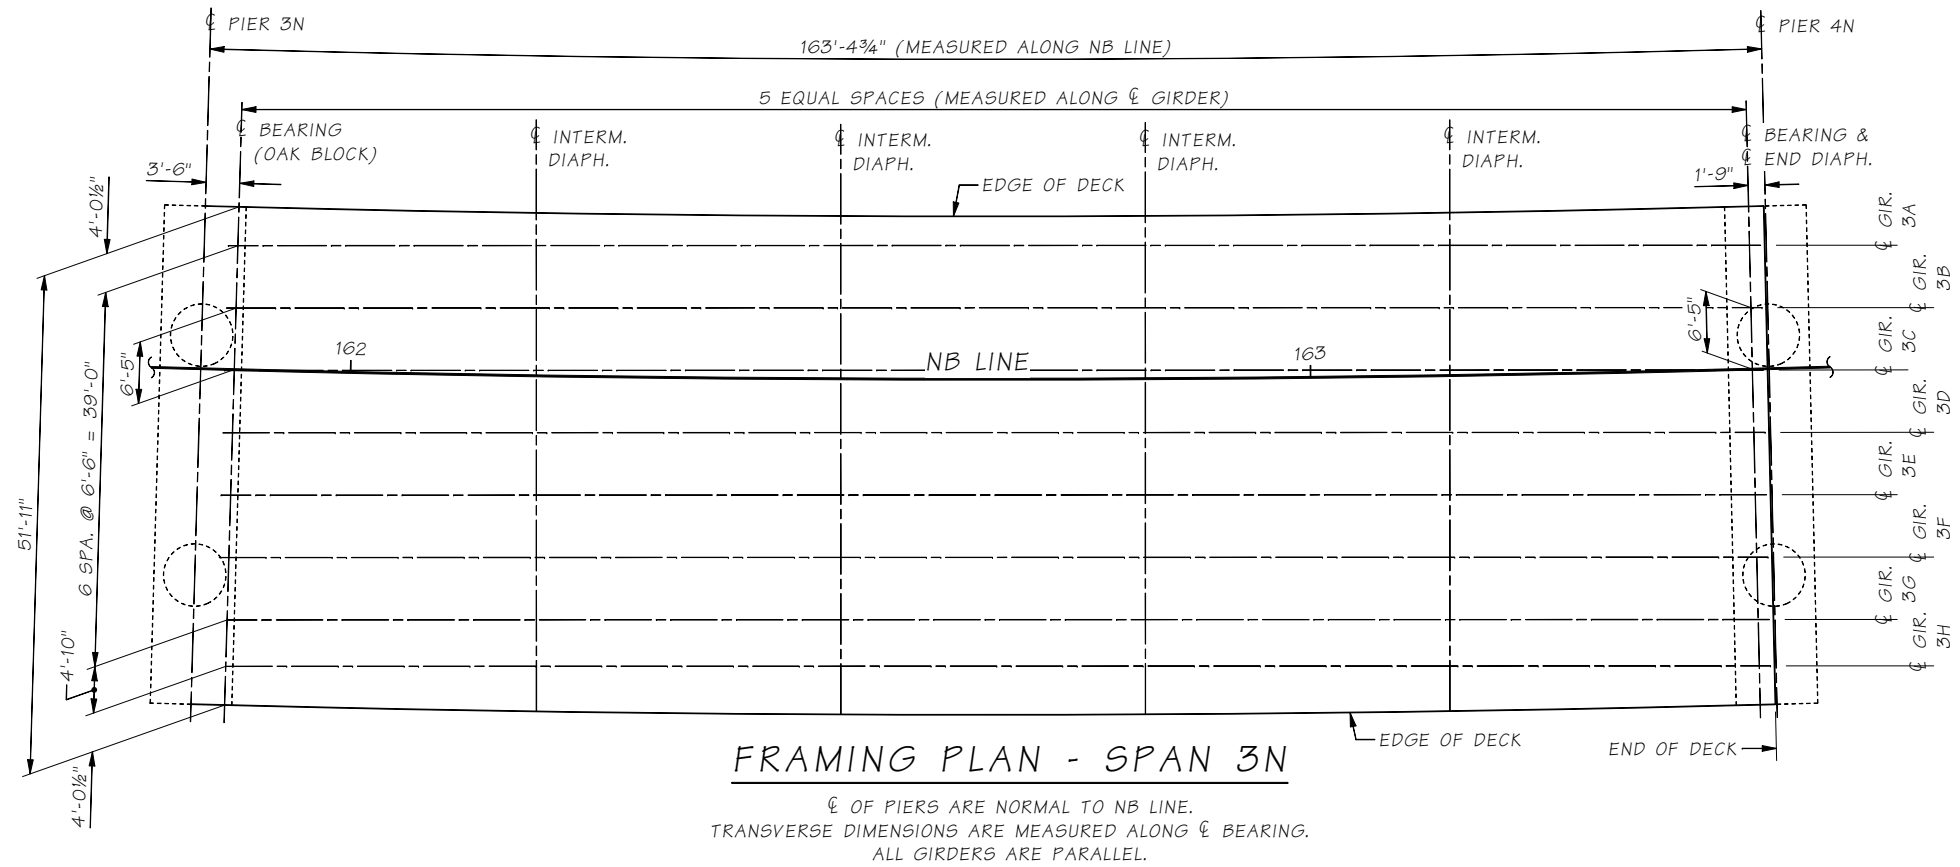 ℄ PIER 3N
163'-4¾" (MEASURED ALONG NB LINE)
℄ PIER 4N
5 EQUAL SPACES (MEASURED ALONG ℄ GIRDER)
℄ BEARING
(OAK BLOCK)
℄ INTERM.
DIAPH.
℄ INTERM.
DIAPH.
℄ INTERM.
DIAPH.
℄ INTERM.
DIAPH.
℄ BEARING &
℄ END DIAPH.
3'-6"
1'-9"
EDGE OF DECK
4'-0½"
51'-11"
6 SPA. @ 6'-6" = 39'-0"
6'-5"
4'-10"
4'-0½"
162
NB LINE
163
6'-5"
℄ GIR.
3A
℄ GIR.
3B
℄ GIR.
3C
℄ GIR.
3D
℄ GIR.
3E
℄ GIR.
3F
℄ GIR.
3G
℄ GIR.
3H
EDGE OF DECK
END OF DECK
FRAMING PLAN - SPAN 3N
℄ OF PIERS ARE NORMAL TO NB LINE.
TRANSVERSE DIMENSIONS ARE MEASURED ALONG ℄ BEARING.
ALL GIRDERS ARE PARALLEL.